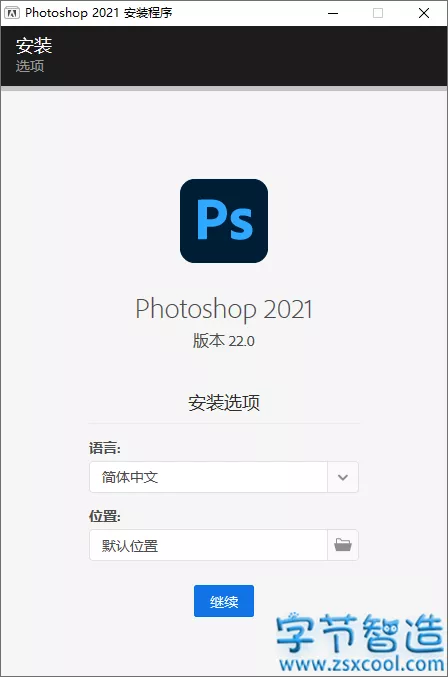 Photoshop 2021 安装程序
安装
选项
Ps
Photoshop 2021
版本 22.0
安装选项
语言:
简体中文
位置:
默认位置
继续
字节智造
www.zsxcool.com